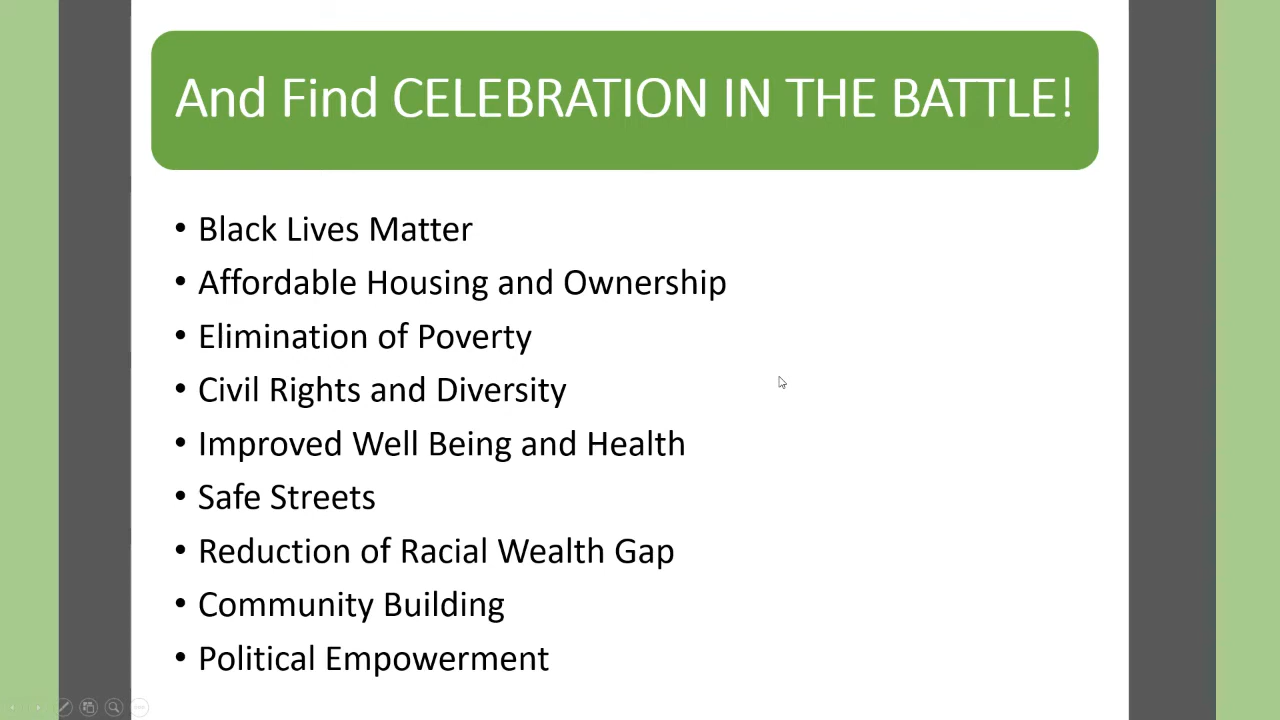 And Find CELEBRATION IN THE BATTLE!
• Black Lives Matter
• Affordable Housing and Ownership
• Elimination of Poverty
• Civil Rights and Diversity
• Improved Well Being and Health
• Safe Streets
• Reduction of Racial Wealth Gap
• Community Building
• Political Empowerment